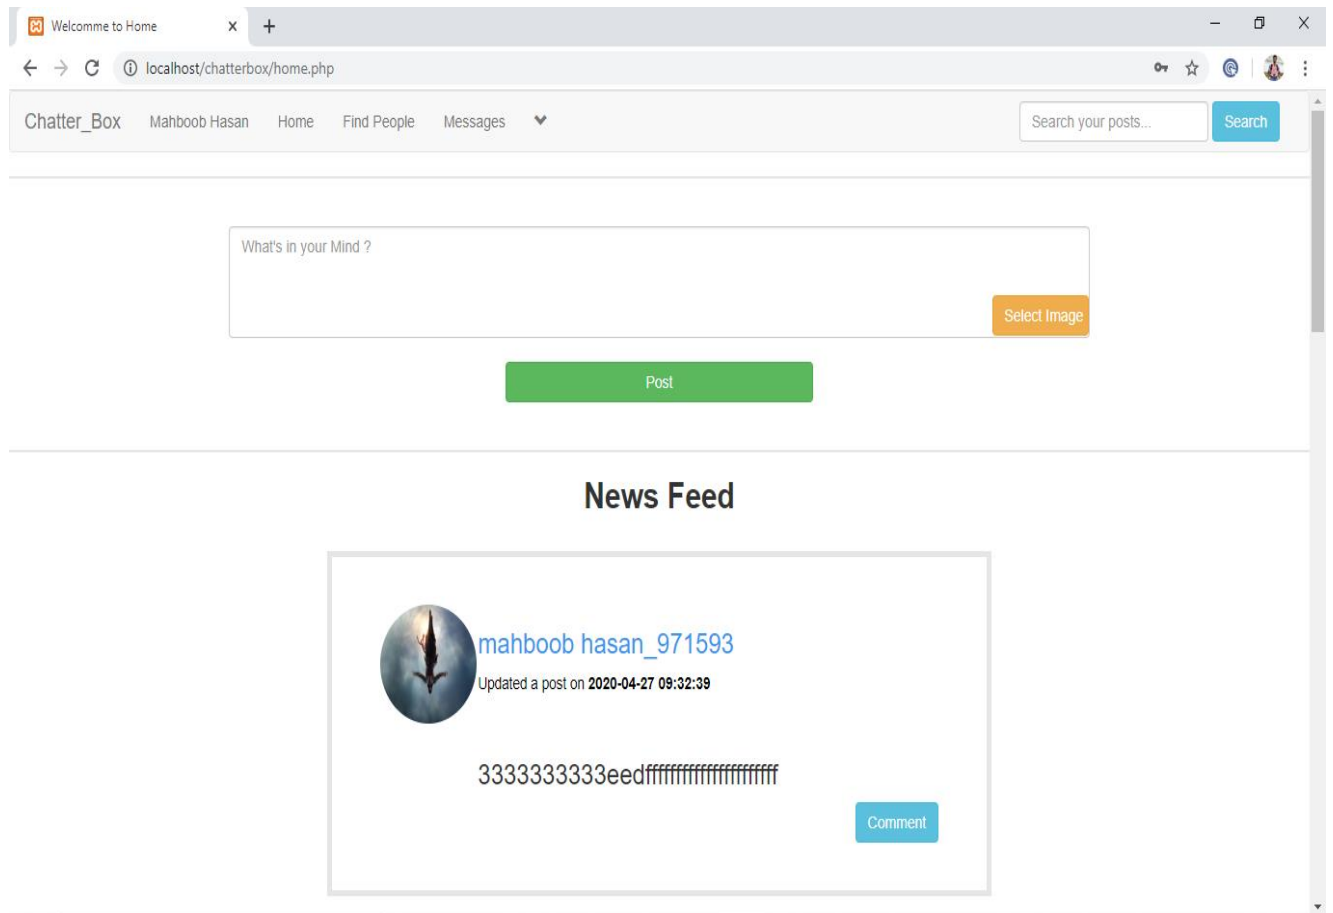 Welcomme to Home
localhost/chatterbox/home.php
Chatter_Box Mahboob Hasan Home Find People Messages Search your posts... Search
What's in your Mind ?
Select Image
Post
News Feed
mahboob hasan_971593
Updated a post on 2020-04-27 09:32:39
3333333333eedffffffffffffffffffffff
Comment